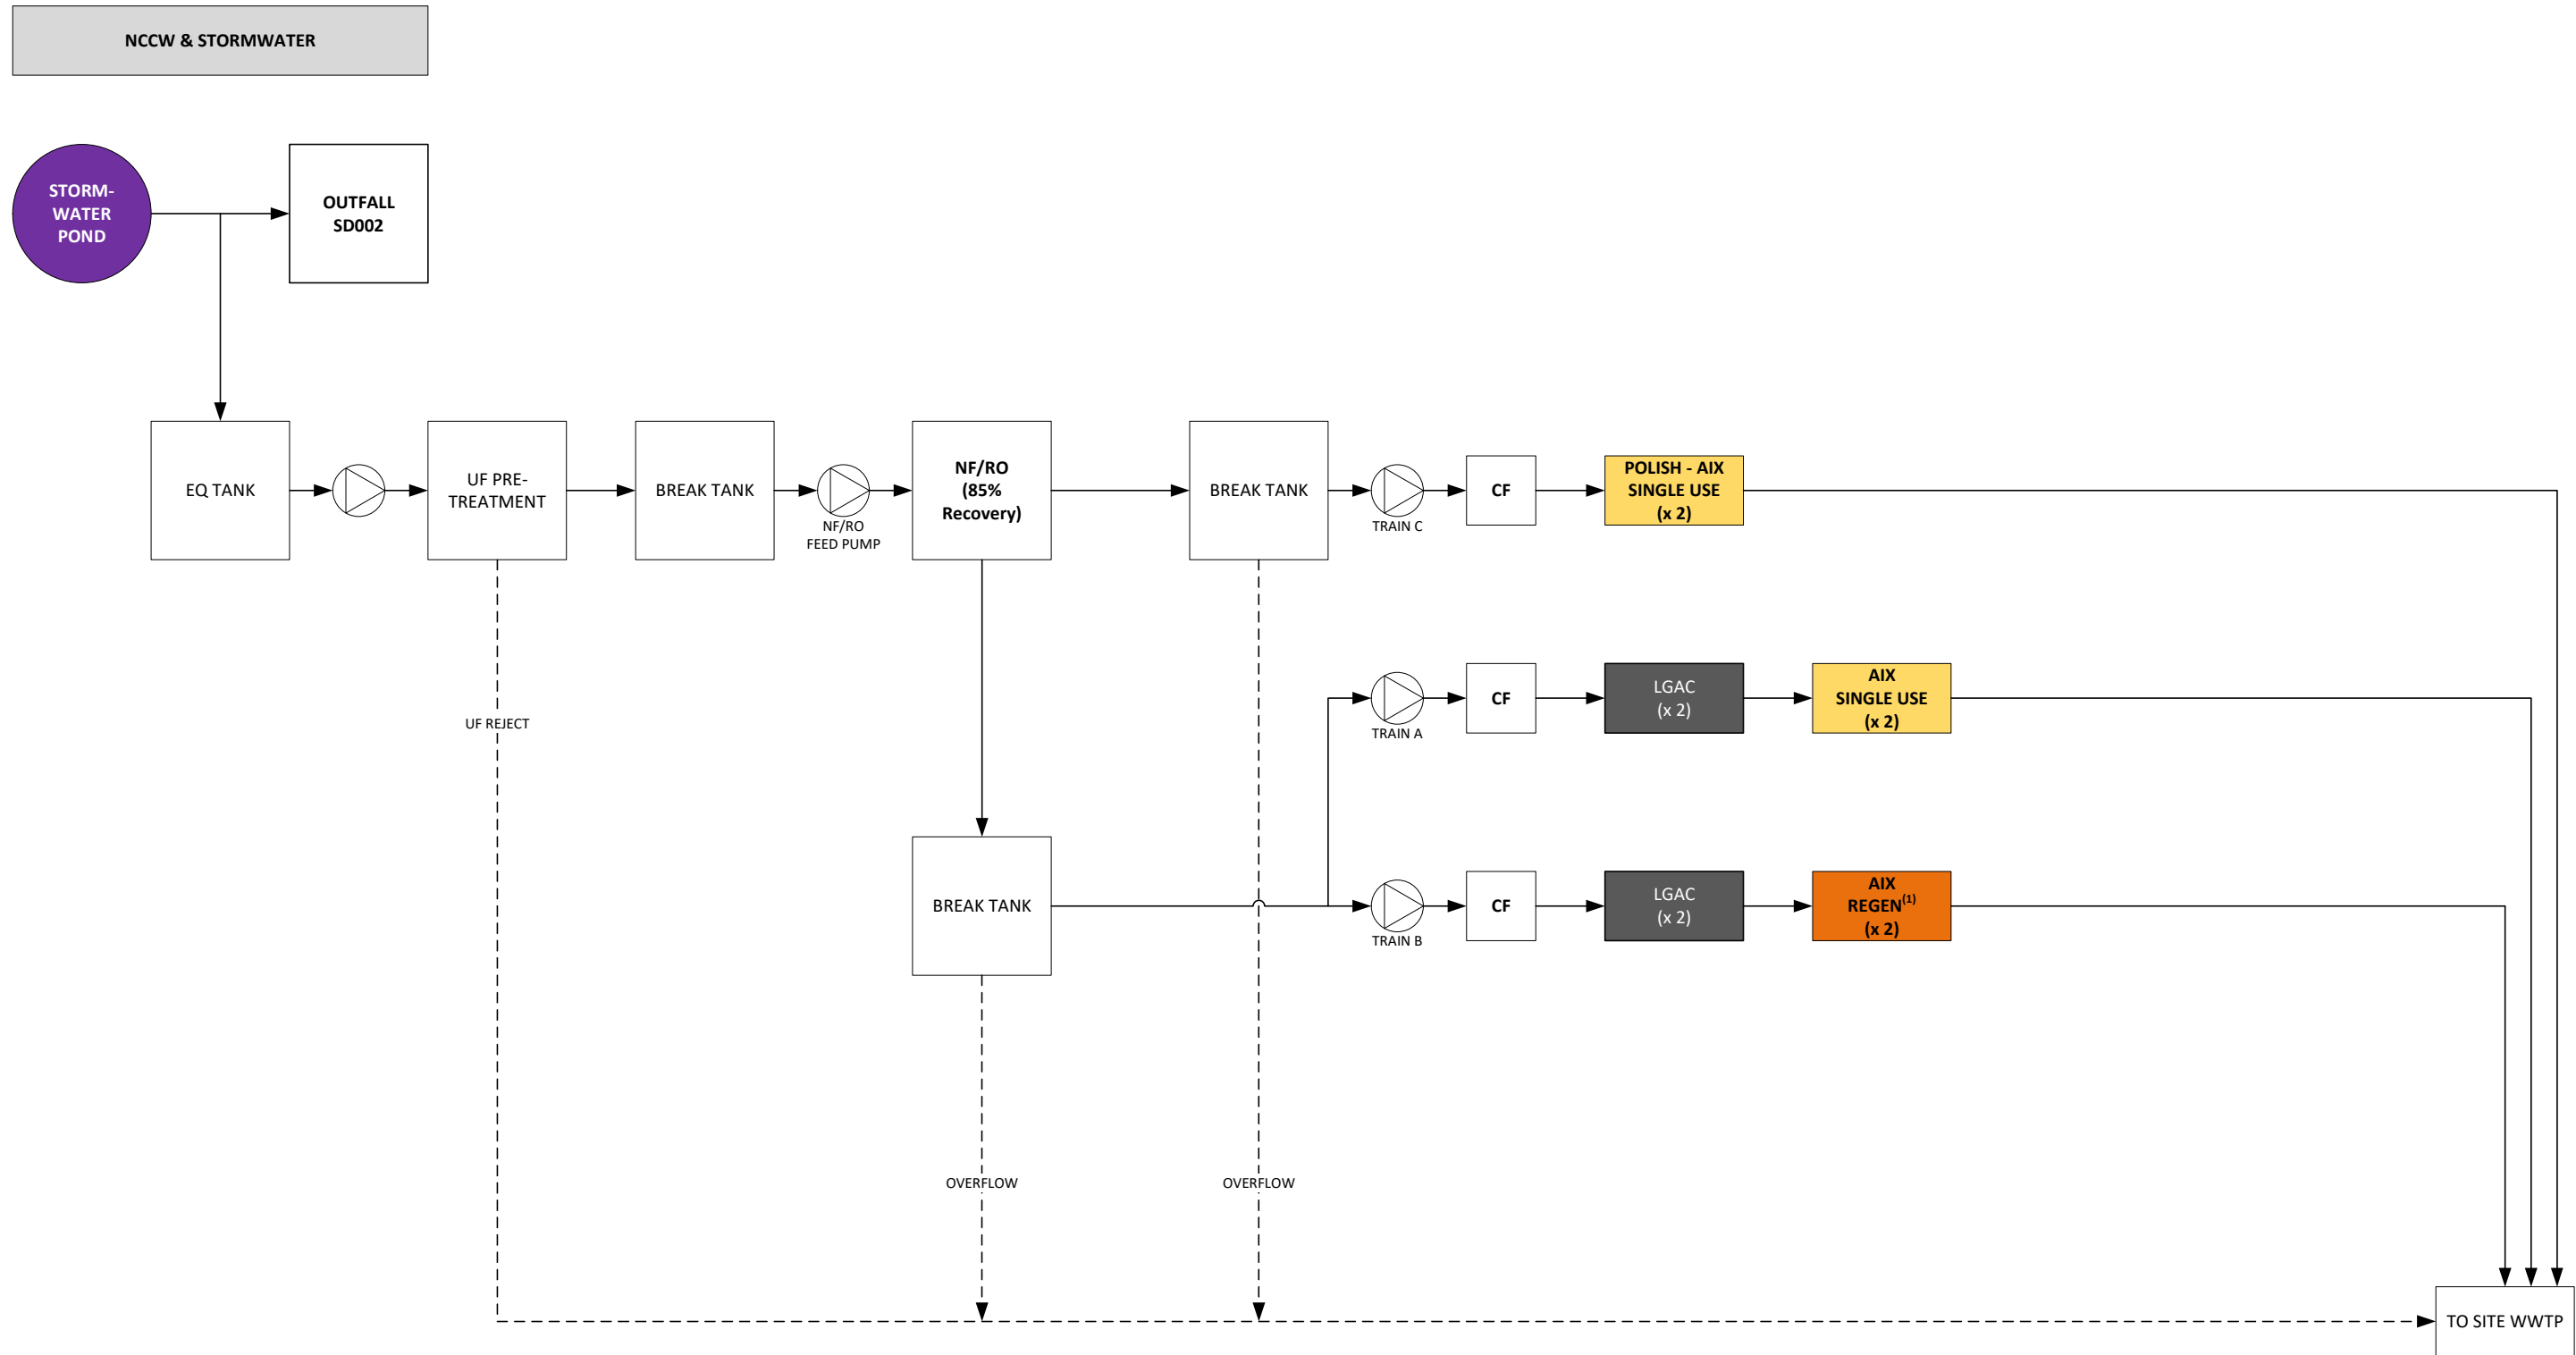 NCCW & STORMWATER
STORM-
WATER
POND
OUTFALL
SD002
EQ TANK
UF PRE-
TREATMENT
BREAK TANK
NF/RO
FEED PUMP
NF/RO
(85%
Recovery)
BREAK TANK
TRAIN C
CF
POLISH - AIX
SINGLE USE
(x 2)
UF REJECT
TRAIN A
CF
LGAC
(x 2)
AIX
SINGLE USE
(x 2)
BREAK TANK
TRAIN B
CF
LGAC
(x 2)
AIX
REGEN(1)
(x 2)
OVERFLOW
OVERFLOW
TO SITE WWTP